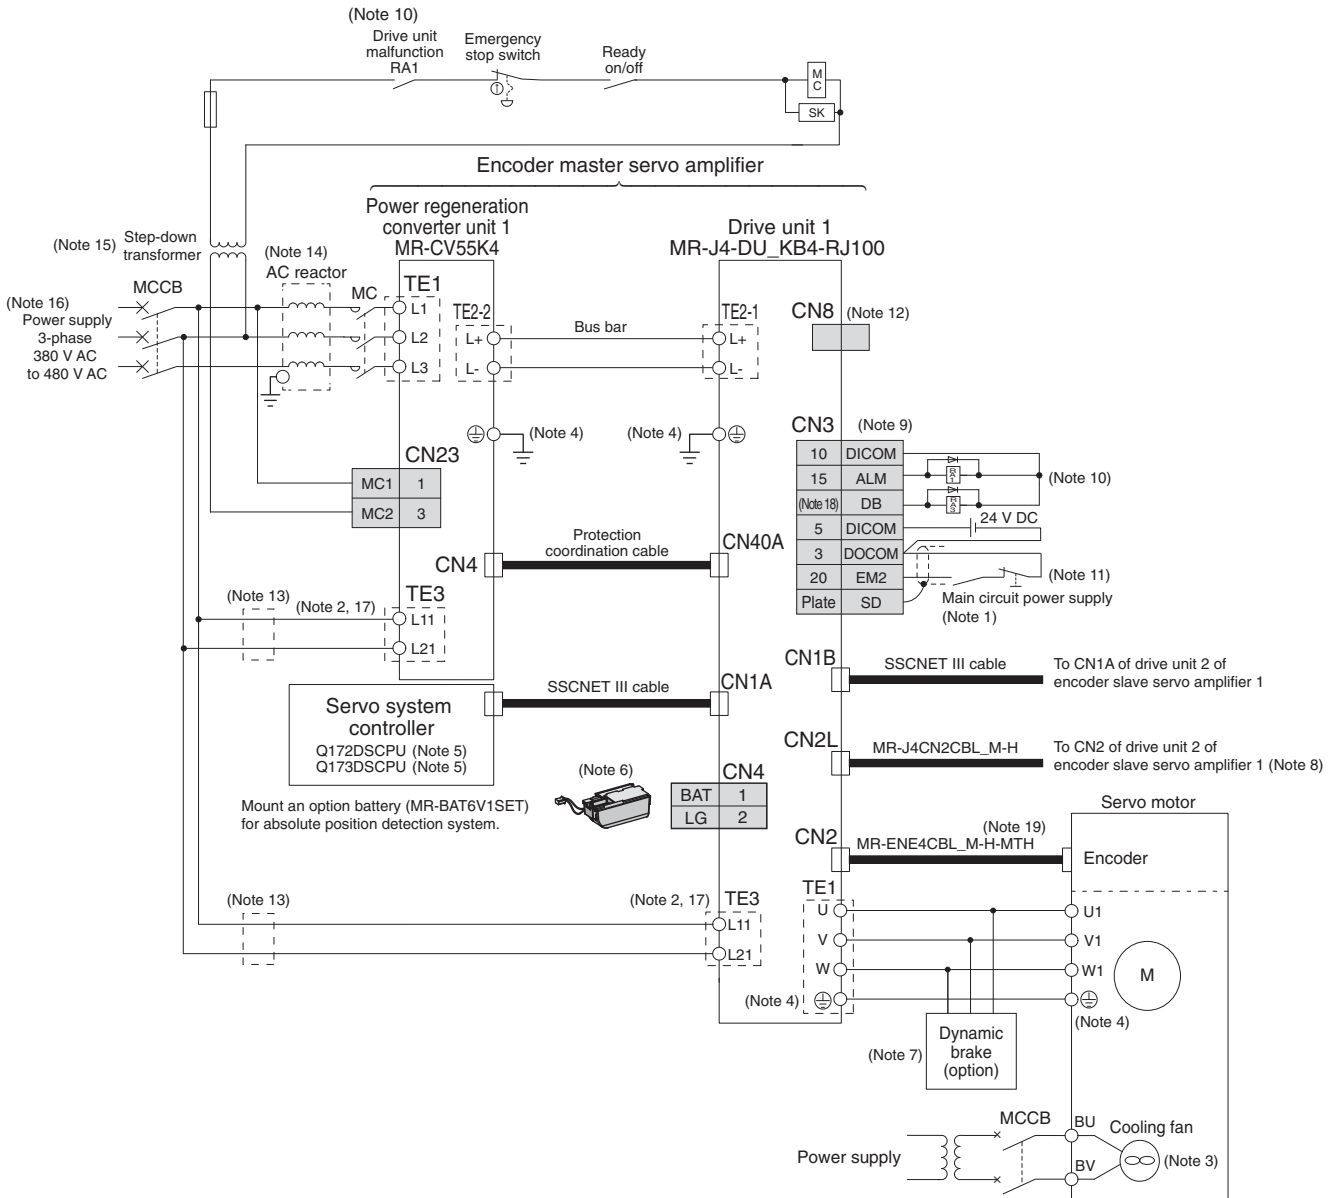 (Note 10)
Drive unit
malfunction
RA1
Emergency
stop switch
Ready
on/off
MC
SK
Encoder master servo amplifier
Power regeneration
converter unit 1
MR-CV55K4
Drive unit 1
MR-J4-DU_KB4-RJ100
(Note 15)
Step-down
transformer
(Note 14)
AC reactor
MCCB
MC
TE1
(Note 16)
Power supply
3-phase
380 V AC
to 480 V AC
L1
L2
L3
TE2-2
L+
L-
Bus bar
TE2-1
L+
L-
CN8
(Note 12)
(Note 4)
(Note 4)
CN3
(Note 9)
10 DICOM
15 ALM
(Note 18) DB
5 DICOM
3 DOCOM
20 EM2
Plate SD
(Note 10)
24 V DC
(Note 11)
Main circuit power supply
(Note 1)
CN23
MC1 1
MC2 3
CN4
Protection
coordination cable
CN40A
(Note 13)
(Note 2, 17)
TE3
L11
L21
CN1B
SSCNET III cable
To CN1A of drive unit 2 of
encoder slave servo amplifier 1
Servo system
controller
Q172DSCPU (Note 5)
Q173DSCPU (Note 5)
SSCNET III cable
CN1A
CN2L
MR-J4CN2CBL_M-H
To CN2 of drive unit 2 of
encoder slave servo amplifier 1 (Note 8)
Mount an option battery (MR-BAT6V1SET)
for absolute position detection system.
(Note 6)
CN4
BAT 1
LG 2
Servo motor
CN2
(Note 19)
MR-ENE4CBL_M-H-MTH
Encoder
(Note 13)
(Note 2, 17)
TE3
L11
L21
TE1
U
V
W
(Note 4)
U1
V1
W1
M
(Note 4)
(Note 7)
Dynamic
brake
(option)
Power supply
MCCB
BU
BV
Cooling fan
(Note 3)